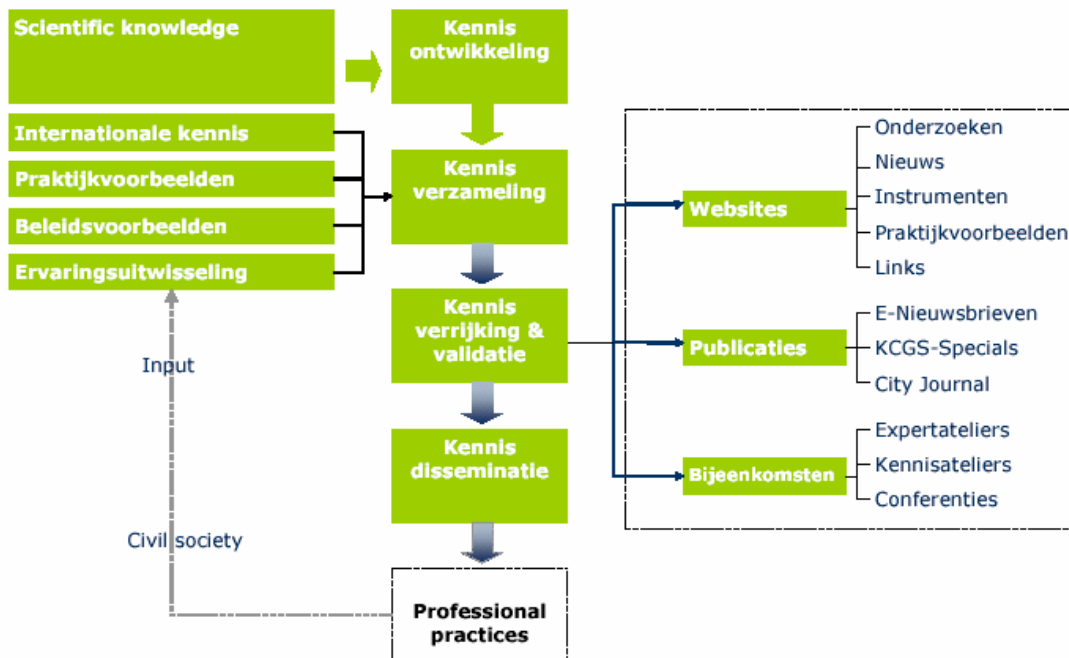 Scientific knowledge
Kennis
ontwikkeling
Internationale kennis
Praktijkvoorbeelden
Beleidsvoorbeelden
Ervaringsuitwisseling
Kennis
verzameling
Kennis
verrijking &
validatie
Kennis
disseminatie
Professional
practices
Input
Civil society
Websites
Onderzoeken
Nieuws
Instrumenten
Praktijkvoorbeelden
Links
Publicaties
E-Nieuwsbrieven
KCGS-Specials
City Journal
Bijeenkomsten
Expertateliers
Kennisateliers
Conferenties